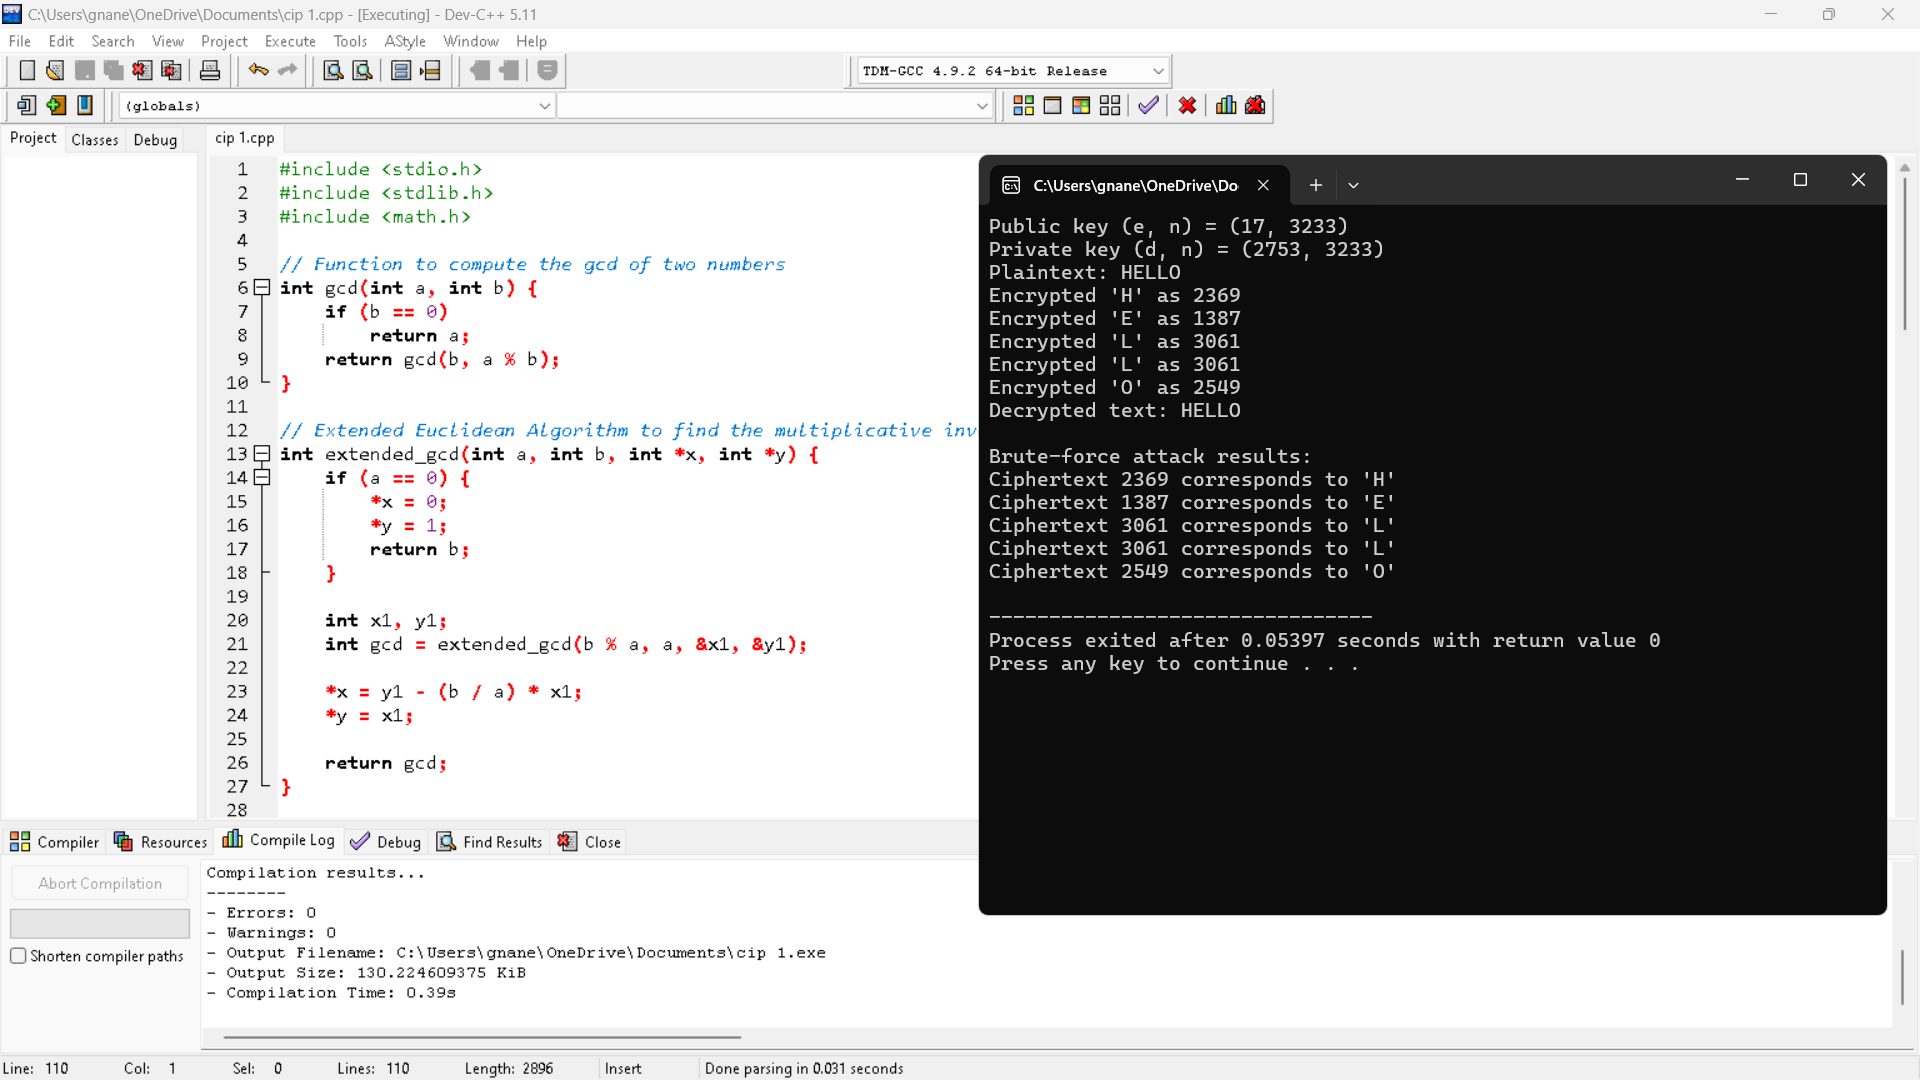 C:\Users\gnane\OneDrive\Documents\cip 1.cpp - [Executing] - Dev-C++ 5.11
File Edit Search View Project Execute Tools AStyle Window Help
TDM-GCC 4.9.2 64-bit Release
(globals)
Project Classes Debug
cip 1.cpp
1 #include <stdio.h>
2 #include <stdlib.h>
3 #include <math.h>
4
5 // Function to compute the gcd of two numbers
6 int gcd(int a, int b) {
7 if (b == 0)
8 return a;
9 return gcd(b, a % b);
10 }
11
12 // Extended Euclidean Algorithm to find the multiplicative inv
13 int extended_gcd(int a, int b, int *x, int *y) {
14 if (a == 0) {
15 *x = 0;
16 *y = 1;
17 return b;
18 }
19
20 int x1, y1;
21 int gcd = extended_gcd(b % a, a, &x1, &y1);
22
23 *x = y1 - (b / a) * x1;
24 *y = x1;
25
26 return gcd;
27 }
28
C:\Users\gnane\OneDrive\Do
Public key (e, n) = (17, 3233)
Private key (d, n) = (2753, 3233)
Plaintext: HELLO
Encrypted 'H' as 2369
Encrypted 'E' as 1387
Encrypted 'L' as 3061
Encrypted 'L' as 3061
Encrypted 'O' as 2549
Decrypted text: HELLO
Brute-force attack results:
Ciphertext 2369 corresponds to 'H'
Ciphertext 1387 corresponds to 'E'
Ciphertext 3061 corresponds to 'L'
Ciphertext 3061 corresponds to 'L'
Ciphertext 2549 corresponds to 'O'
--------------------------------
Process exited after 0.05397 seconds with return value 0
Press any key to continue . . .
Compiler Resources Compile Log Debug Find Results Close
Abort Compilation
Shorten compiler paths
Compilation results...
--------
- Errors: 0
- Warnings: 0
- Output Filename: C:\Users\gnane\OneDrive\Documents\cip 1.exe
- Output Size: 130.224609375 KiB
- Compilation Time: 0.39s
Line: 110 Col: 1 Sel: 0 Lines: 110 Length: 2896 Insert Done parsing in 0.031 seconds